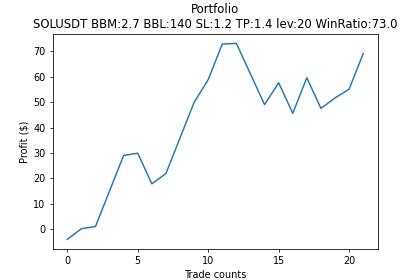 Portfolio
SOLUSDT BBM:2.7 BBL:140 SL:1.2 TP:1.4 lev:20 WinRatio:73.0
70
60
50
40
30
20
10
0
Profit ($)
0 5 10 15 20
Trade counts